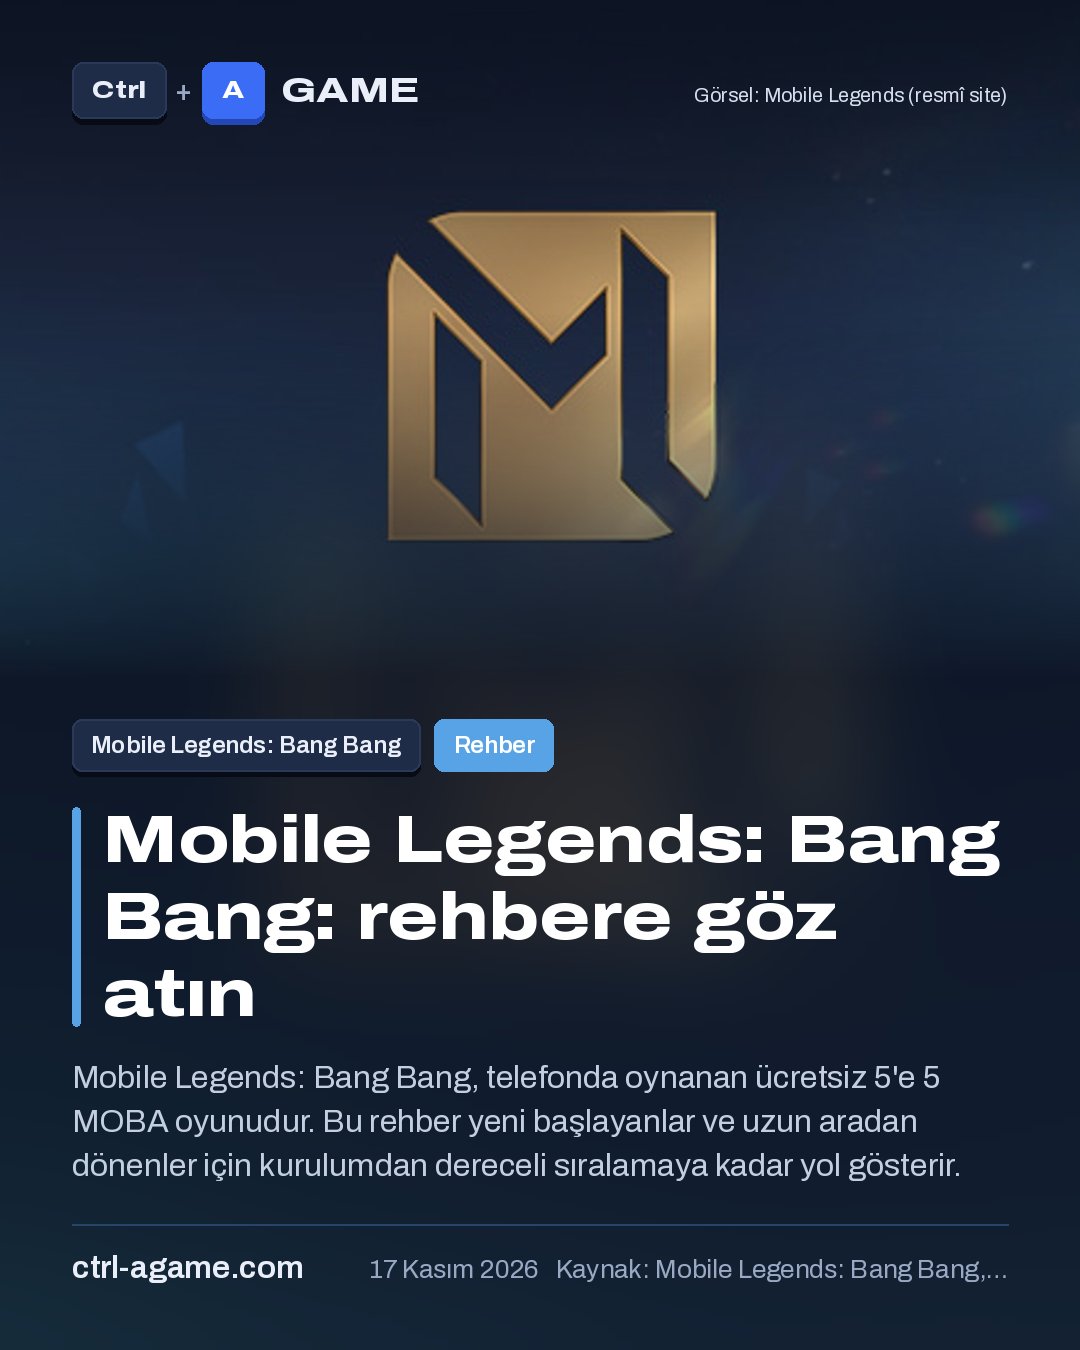 Ctrl + A GAME
Görsel: Mobile Legends (resmî site)
Mobile Legends: Bang Bang
Rehber
Mobile Legends: Bang
Bang: rehbere göz
atın
Mobile Legends: Bang Bang, telefonda oynanan ücretsiz 5'e 5
MOBA oyunudur. Bu rehber yeni başlayanlar ve uzun aradan
dönenler için kurulumdan dereceli sıralamaya kadar yol gösterir.
ctrl-agame.com
17 Kasım 2026 Kaynak: Mobile Legends: Bang Bang,...